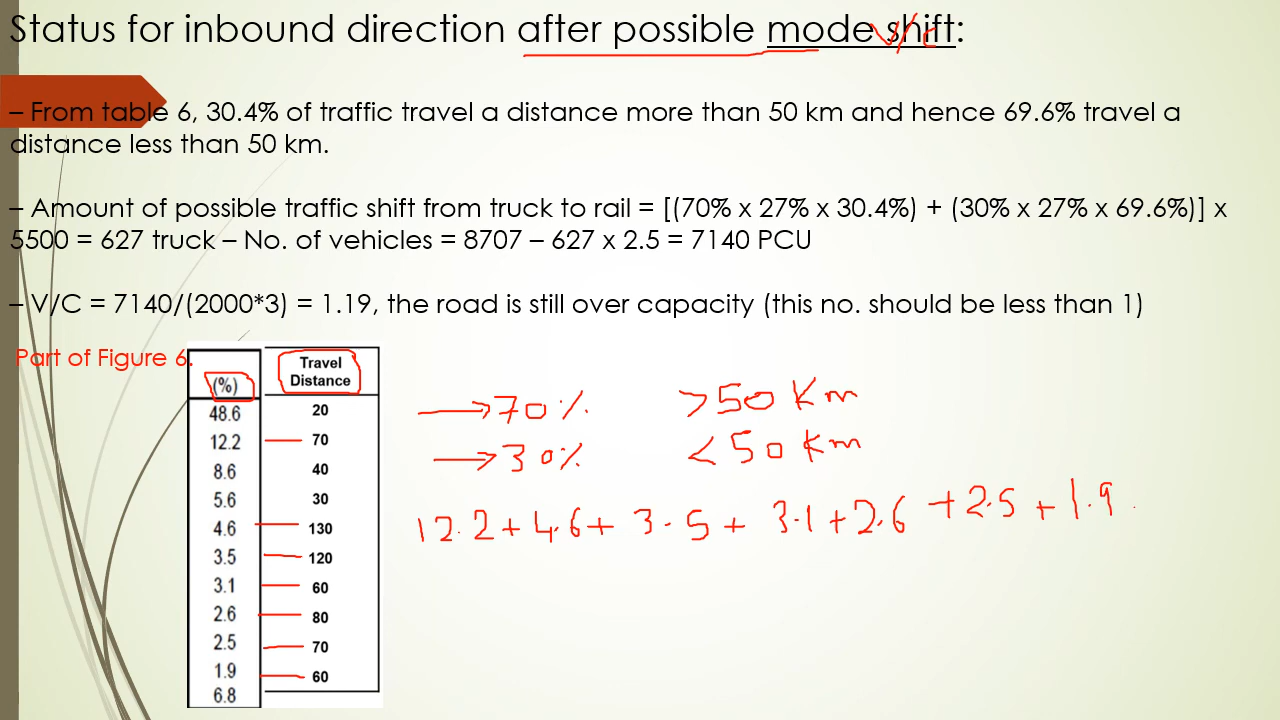 Status for inbound direction after possible mode shift:
V/C
– From table 6, 30.4% of traffic travel a distance more than 50 km and hence 69.6% travel a
distance less than 50 km.
– Amount of possible traffic shift from truck to rail = [(70% x 27% x 30.4%) + (30% x 27% x 69.6%)] x
5500 = 627 truck – No. of vehicles = 8707 – 627 x 2.5 = 7140 PCU
– V/C = 7140/(2000*3) = 1.19, the road is still over capacity (this no. should be less than 1)
Part of Figure 6.
(%) Travel Distance
48.6 20
12.2 70
8.6 40
5.6 30
4.6 130
3.5 120
3.1 60
2.6 80
2.5 70
1.9 60
6.8
70% >50 Km
30% <50 Km
12.2 + 4.6 + 3.5 + 3.1 + 2.6 + 2.5 + 1.9